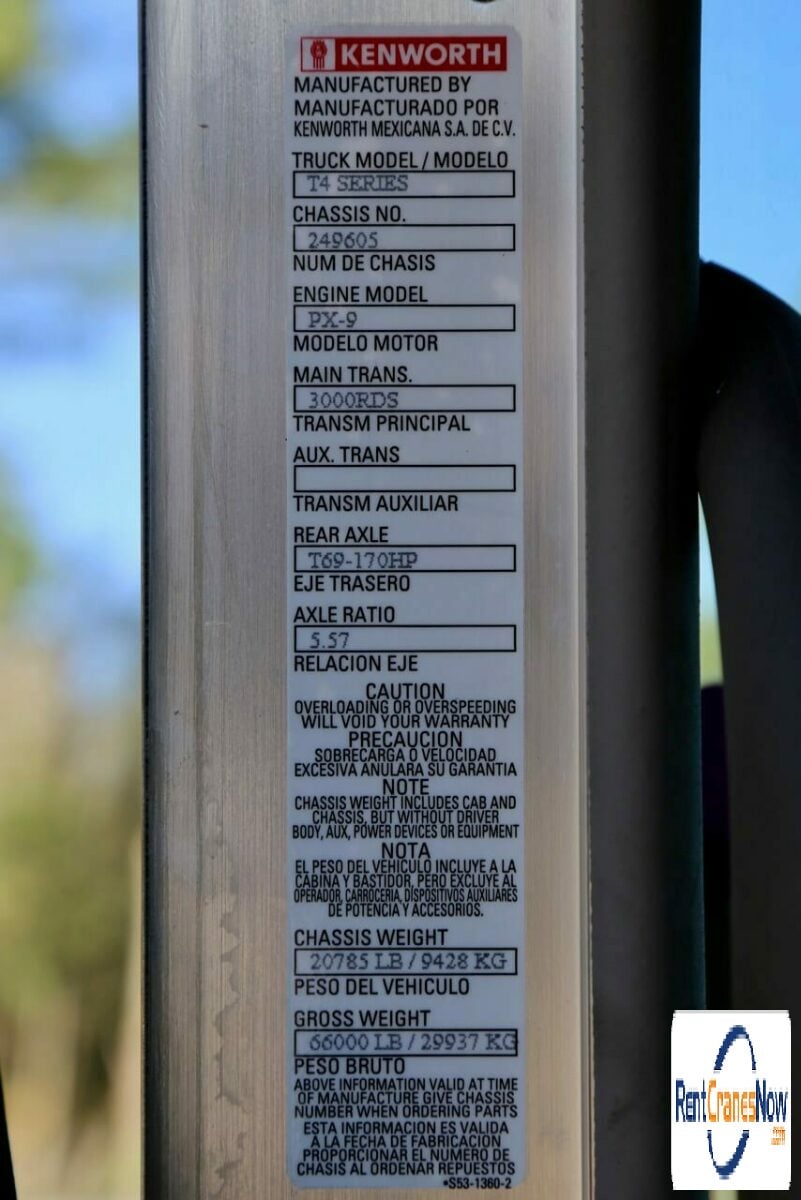 KENWORTH
MANUFACTURED BY
MANUFACTURADO POR
KENWORTH MEXICANA S.A. DE C.V.
TRUCK MODEL / MODELO
T4 SERIES
CHASSIS NO.
249605
NUM DE CHASIS
ENGINE MODEL
PX-9
MODELO MOTOR
MAIN TRANS.
3000RDS
TRANSM PRINCIPAL
AUX. TRANS
TRANSM AUXILIAR
REAR AXLE
T69-170HP
EJE TRASERO
AXLE RATIO
5.57
RELACION EJE
CAUTION
OVERLOADING OR OVERSPEEDING
WILL VOID YOUR WARRANTY
PRECAUCION
SOBRECARGA O VELOCIDAD
EXCESIVA ANULARA SU GARANTIA
NOTE
CHASSIS WEIGHT INCLUDES CAB AND
CHASSIS, BUT WITHOUT DRIVER
BODY, AUX, POWER DEVICES OR EQUIPMENT
NOTA
EL PESO DEL VEHICULO INCLUYE A LA
CABINA Y BASTIDOR, PERO EXCLUYE AL
OPERADOR, CARROCERIA, DISPOSITIVOS AUXILIARES
DE POTENCIA Y ACCESORIOS.
CHASSIS WEIGHT
20785 LB / 9428 KG
PESO DEL VEHICULO
GROSS WEIGHT
66000 LB / 29937 KG
PESO BRUTO
ABOVE INFORMATION VALID AT TIME
OF MANUFACTURE GIVE CHASSIS
NUMBER WHEN ORDERING PARTS
ESTA INFORMACION ES VALIDA
A LA FECHA DE FABRICACION
PROPORCIONAR EL NUMERO DE
CHASIS AL ORDENAR REPUESTOS
*S53-1360-2
RentCranesNow
.com